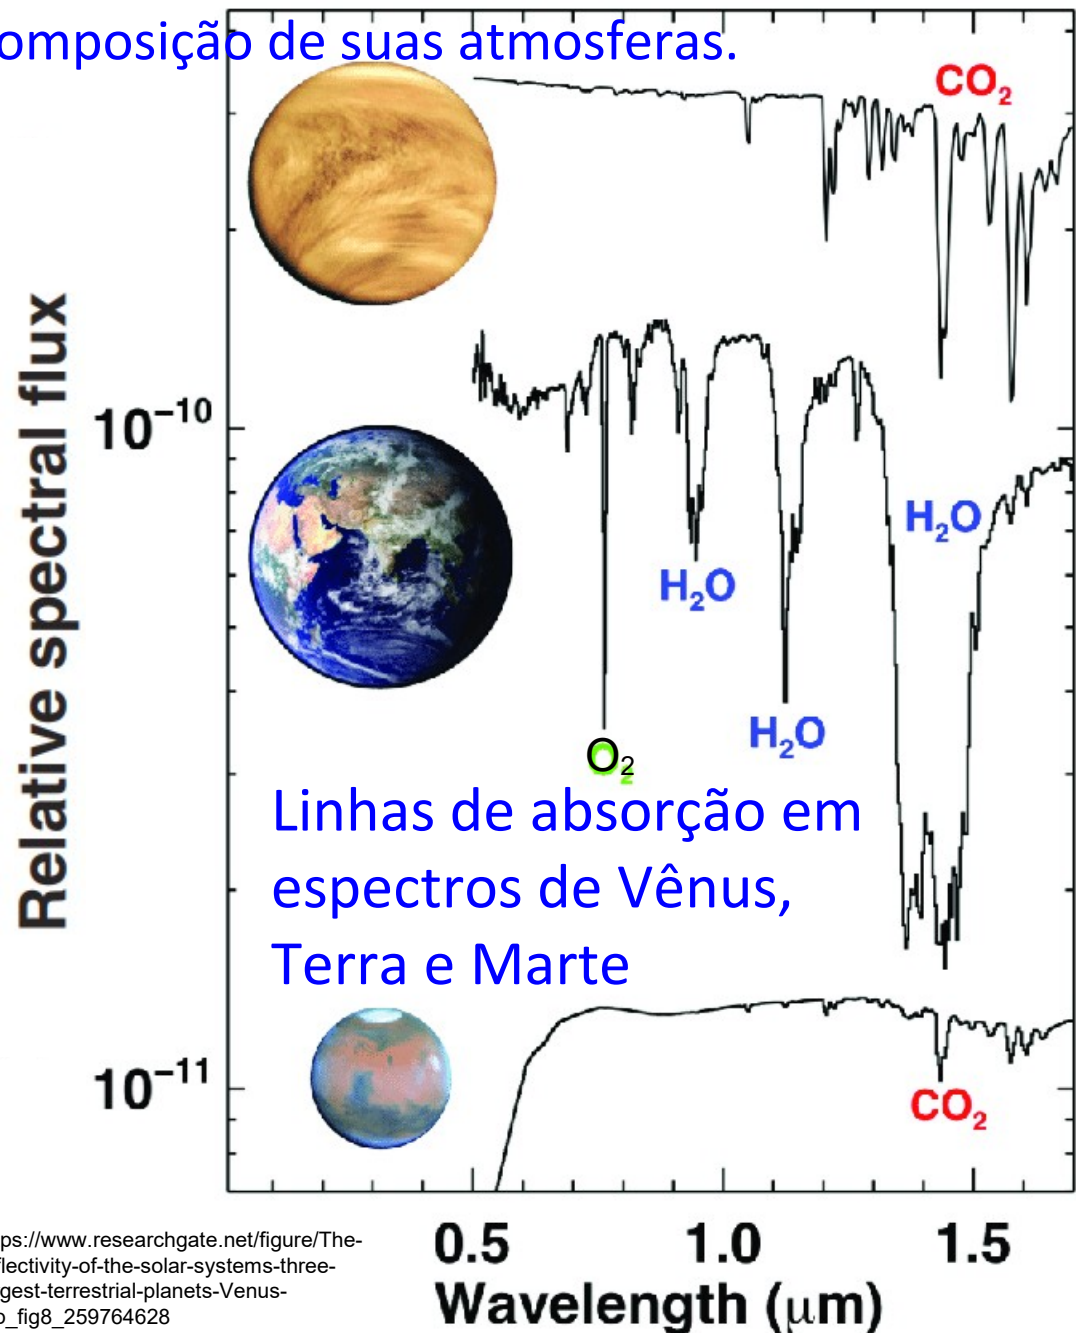 omposição de suas atmosferas.
CO₂
Relative spectral flux
10⁻¹⁰
H₂O
H₂O
H₂O
O₂
Linhas de absorção em
espectros de Vênus,
Terra e Marte
10⁻¹¹
CO₂
0.5 1.0 1.5
Wavelength (μm)
ps://www.researchgate.net/figure/The-
flectivity-of-the-solar-systems-three-
gest-terrestrial-planets-Venus-
o_fig8_259764628